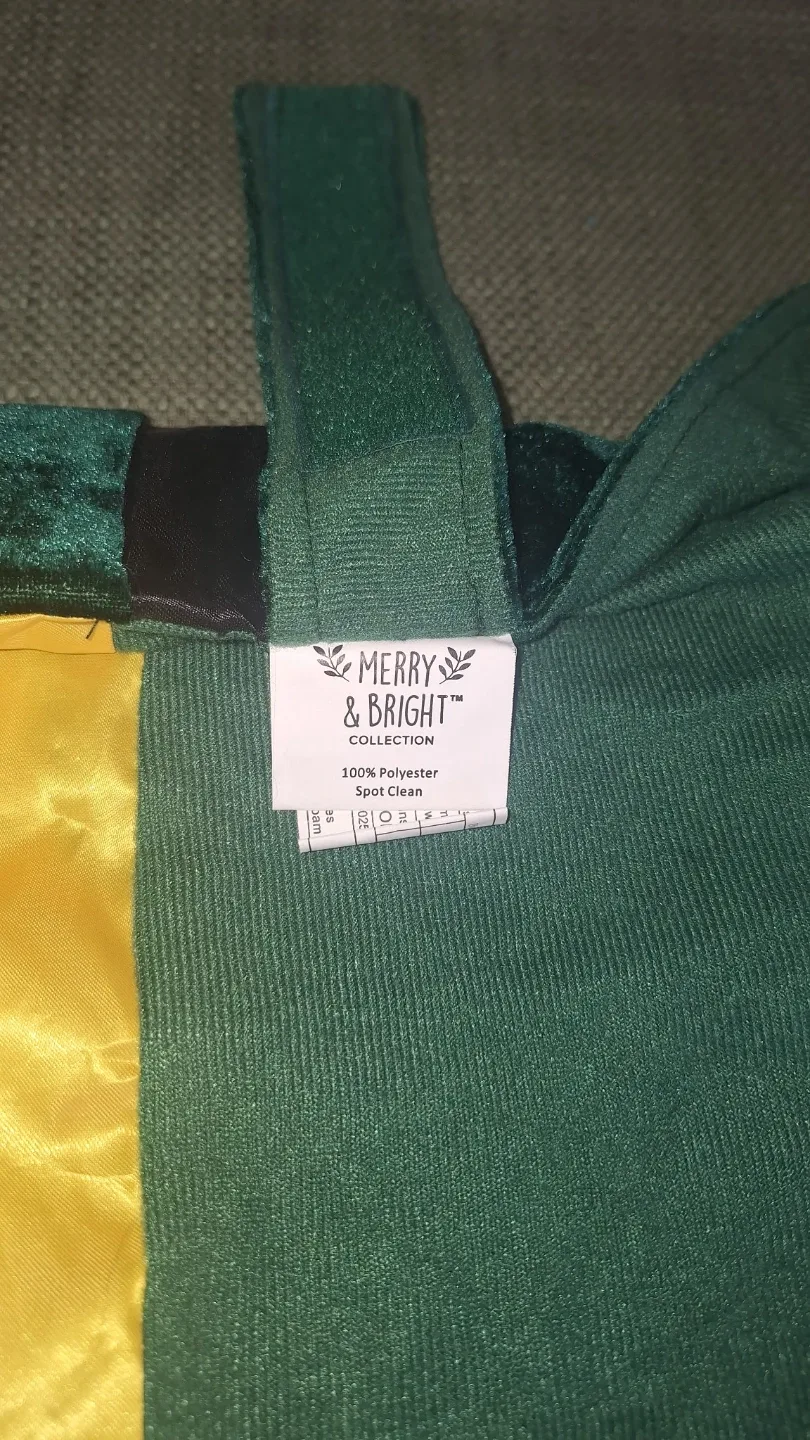 MERRY
& BRIGHT™
COLLECTION
100% Polyester
Spot Clean